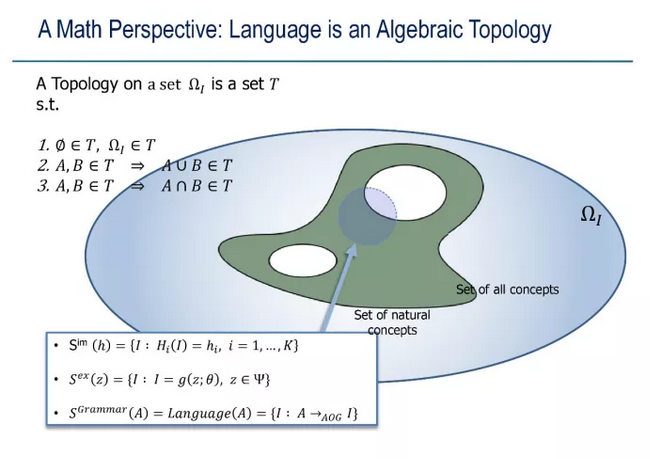 A Math Perspective: Language is an Algebraic Topology
A Topology on a set Ω_I is a set T
s.t.
1. Ø ∈ T, Ω_I ∈ T
2. A, B ∈ T ⇒ A ∪ B ∈ T
3. A, B ∈ T ⇒ A ∩ B ∈ T
Ω_I
Set of all concepts
Set of natural
concepts
• S^im (h) = {I : H_i(I) = h_i, i = 1, ..., K}
• S^ex(z) = {I : I = g(z; θ), z ∈ Ψ}
• S^Grammar(A) = Language(A) = {I : A →_AOG I}